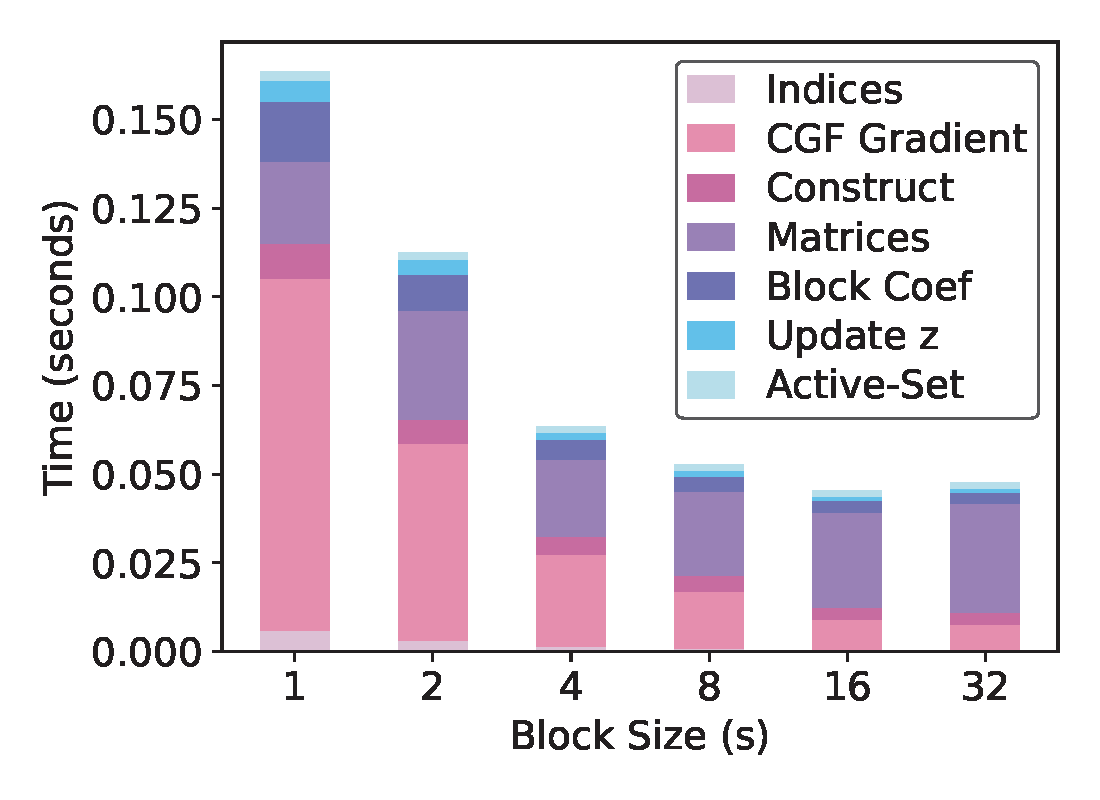 Time (seconds)
0.150
0.125
0.100
0.075
0.050
0.025
0.000
Indices
CGF Gradient
Construct
Matrices
Block Coef
Update z
Active-Set
1 2 4 8 16 32
Block Size (s)